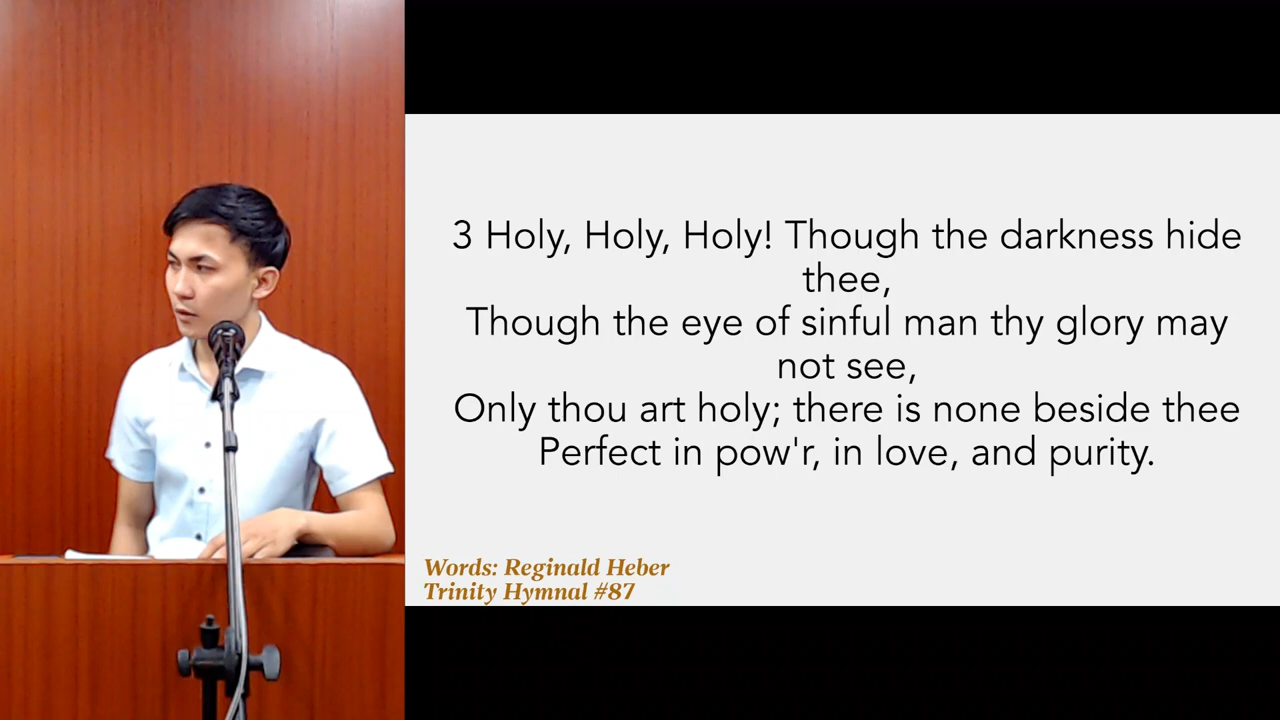 3 Holy, Holy, Holy! Though the darkness hide
thee,
Though the eye of sinful man thy glory may
not see,
Only thou art holy; there is none beside thee
Perfect in pow'r, in love, and purity.
Words: Reginald Heber
Trinity Hymnal #87